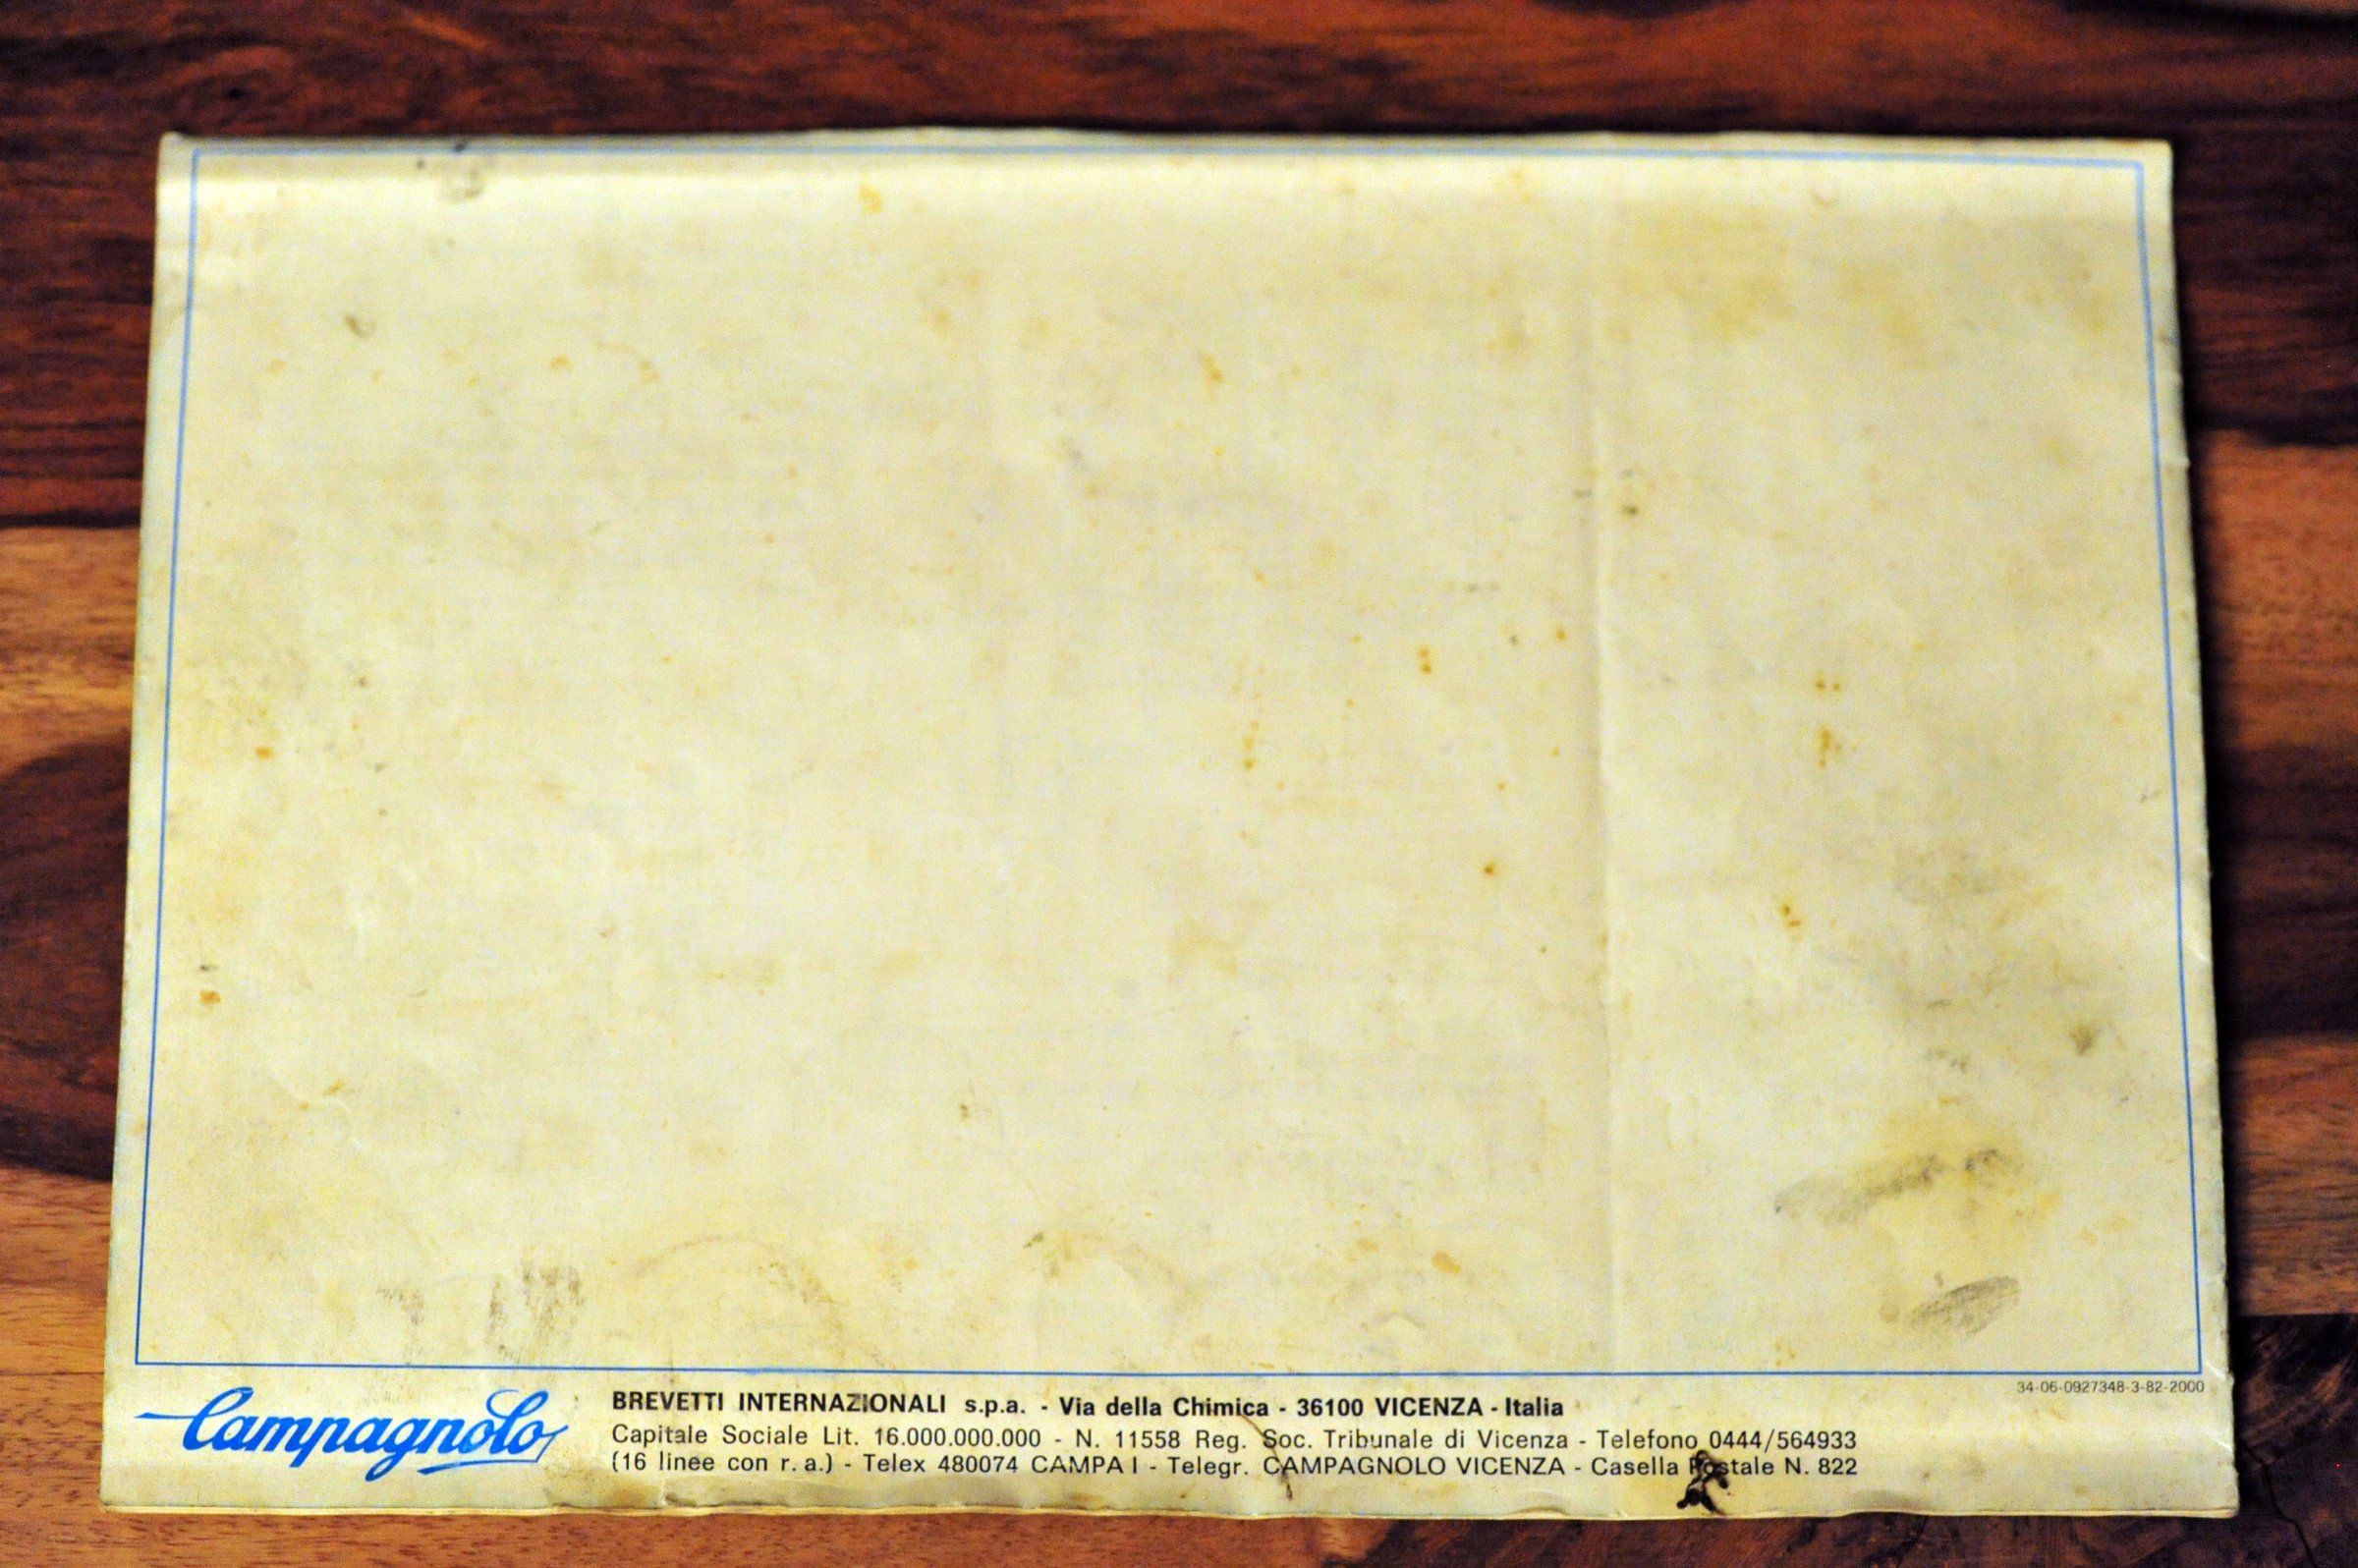 34-06-0927348-3-82-2000
Campagnolo
BREVETTI INTERNAZIONALI s.p.a. - Via della Chimica - 36100 VICENZA - Italia
Capitale Sociale Lit. 16.000.000.000 - N. 11558 Reg. Soc. Tribunale di Vicenza - Telefono 0444/564933
(16 linee con r. a.) - Telex 480074 CAMPA I - Telegr. CAMPAGNOLO VICENZA - Casella Postale N. 822